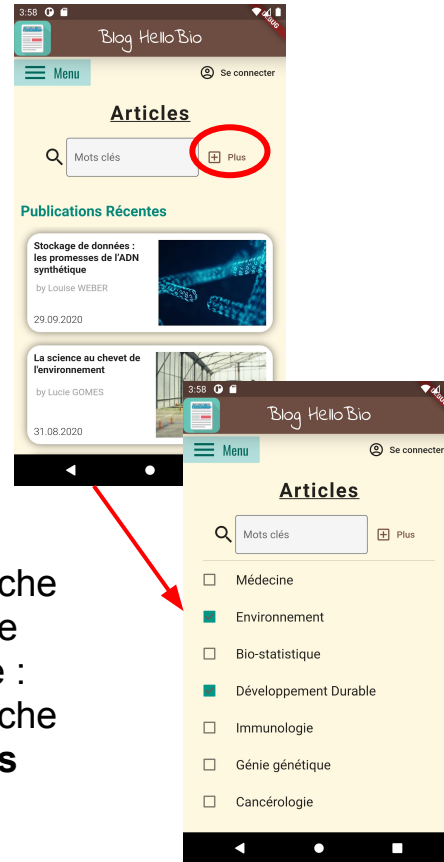 3:58
DEBUG
Blog HelloBio
Menu
Se connecter
Articles
Mots clés
Plus
Publications Récentes
Stockage de données :
les promesses de l'ADN
synthétique
by Louise WEBER
29.09.2020
La science au chevet de
l'environnement
by Lucie GOMES
31.08.2020
3:58
Blog HelloBio
Menu
Se connecter
Articles
Mots clés
Plus
Médecine
Environnement
Bio-statistique
Développement Durable
Immunologie
Génie génétique
Cancérologie
che
e
e :
che
s